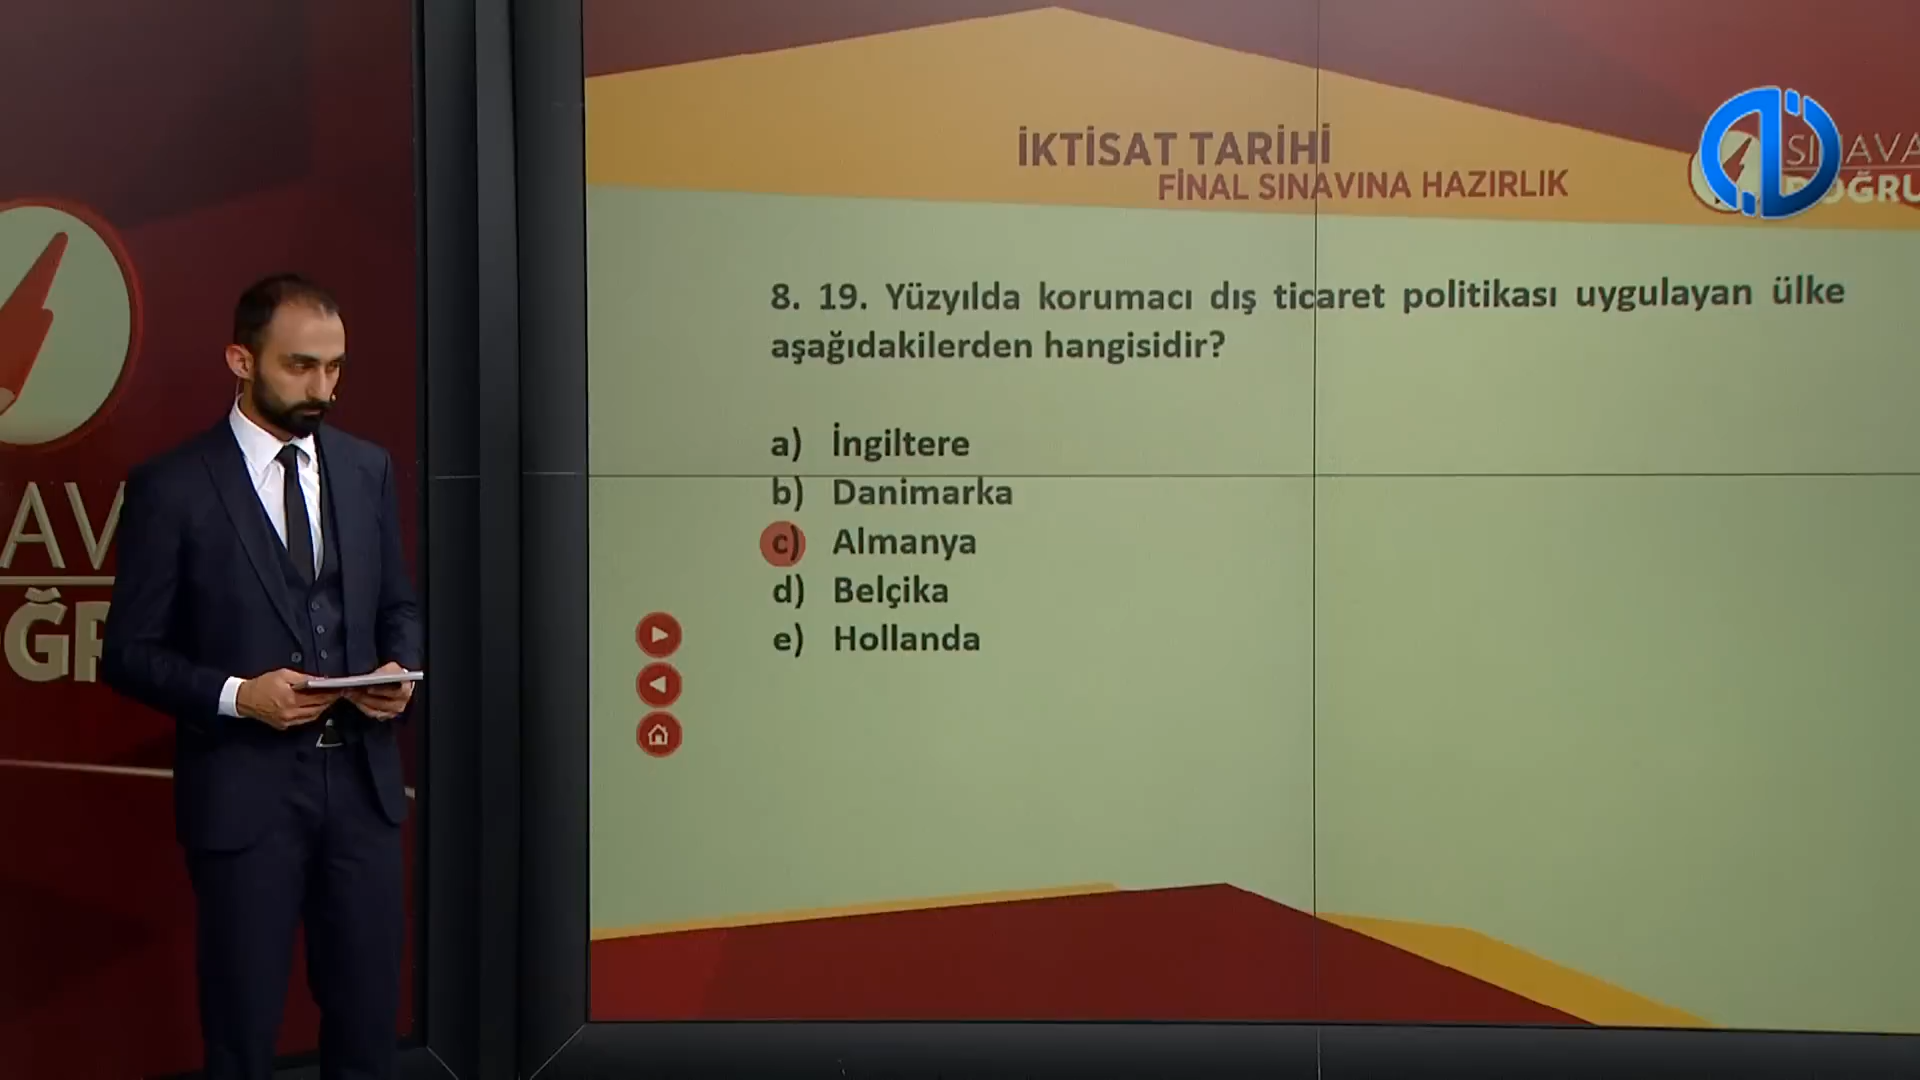 İKTİSAT TARİHİ
FİNAL SINAVINA HAZIRLIK
8. 19. Yüzyılda korumacı dış ticaret politikası uygulayan ülke
aşağıdakilerden hangisidir?
a) İngiltere
b) Danimarka
c) Almanya
d) Belçika
e) Hollanda